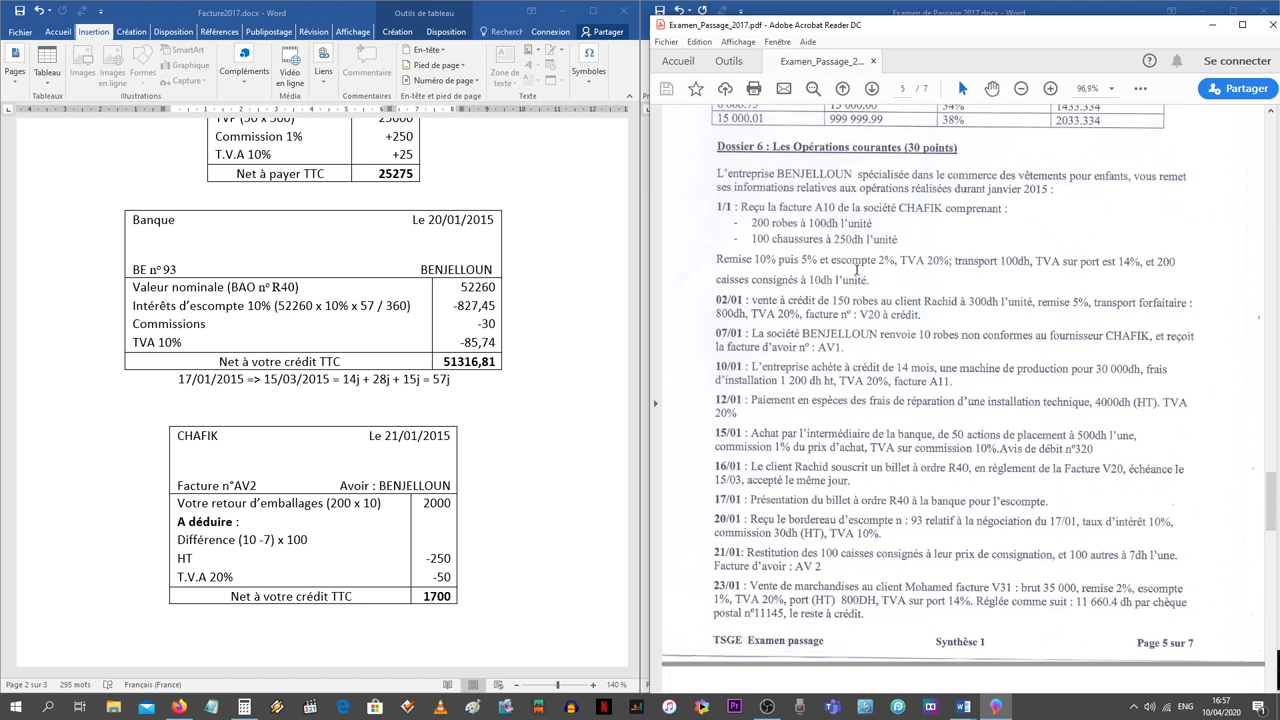 Facture2017.docx - Word
Outils de tableau
Examen de Passage_2017.docx - Word
Fichier Accueil Insertion Création Disposition Références Publipostage Révision Affichage Création Disposition Recherch Connexion Partager
Pages
Tableau
Images
Images en ligne
Formes
SmartArt
Graphique
Illustrations
Compléments
Vidéo en ligne
Média
Liens
Commentaire
Commentaires
En-tête
Pied de page
Numéro de page
En-tête et pied de page
Zone de texte
Texte
Symboles
Commission 1% +250
T.V.A 10% +25
Net à payer TTC 25275
Banque Le 20/01/2015
BE n° 93 BENJELLOUN
Valeur nominale (BAO n° R40) 52260
Intérêts d’escompte 10% (52260 x 10% x 57 / 360) -827,45
Commissions -30
TVA 10% -85,74
Net à votre crédit TTC 51316,81
17/01/2015 => 15/03/2015 = 14j + 28j + 15j = 57j
CHAFIK Le 21/01/2015
Facture n°AV2 Avoir : BENJELLOUN
Votre retour d’emballages (200 x 10) 2000
A déduire :
Différence (10 -7) x 100
HT -250
T.V.A 20% -50
Net à votre crédit TTC 1700
Page 2 sur 3 295 mots Français (France) 140 %
Examen_Passage_2017.pdf - Adobe Acrobat Reader DC
Fichier Edition Affichage Fenêtre Aide
Accueil Outils Examen_Passage_2... × Se connecter
5 / 7 96,9% Partager
15 000.01 999 999.99 38% 2033.334
Dossier 6 : Les Opérations courantes (30 points)
L’entreprise BENJELLOUN spécialisée dans le commerce des vêtements pour enfants, vous remet
ses informations relatives aux opérations réalisées durant janvier 2015 :
1/1 : Reçu la facture A10 de la société CHAFIK comprenant :
- 200 robes à 100dh l’unité
- 100 chaussures à 250dh l’unité
Remise 10% puis 5% et escompte 2%, TVA 20%; transport 100dh, TVA sur port est 14%, et 200
caisses consignés à 10dh l’unité.
02/01 : vente à crédit de 150 robes au client Rachid à 300dh l’unité, remise 5%, transport forfaitaire :
800dh, TVA 20%, facture n° : V20 à crédit.
07/01 : La société BENJELLOUN renvoie 10 robes non conformes au fournisseur CHAFIK, et reçoit
la facture d’avoir n° : AV1.
10/01 : L’entreprise achète à crédit de 14 mois, une machine de production pour 30 000dh, frais
d’installation 1 200 dh ht, TVA 20%, facture A11.
12/01 : Paiement en espèces des frais de réparation d’une installation technique, 4000dh (HT). TVA
20%
15/01 : Achat par l’intermédiaire de la banque, de 50 actions de placement à 500dh l’une,
commission 1% du prix d’achat, TVA sur commission 10%.Avis de débit n°320
16/01 : Le client Rachid souscrit un billet à ordre R40, en règlement de la Facture V20, échéance le
15/03, accepté le même jour.
17/01 : Présentation du billet à ordre R40 à la banque pour l’escompte.
20/01 : Reçu le bordereau d’escompte n : 93 relatif à la négociation du 17/01, taux d’intérêt 10%,
commission 30dh (HT), TVA 10%.
21/01: Restitution des 100 caisses consignés à leur prix de consignation, et 100 autres à 7dh l’une.
Facture d’avoir : AV 2
23/01 : Vente de marchandises au client Mohamed facture V31 : brut 35 000, remise 2%, escompte
1%, TVA 20%, port (HT) 800DH, TVA sur port 14%. Réglée comme suit : 11 660.4 dh par chèque
postal n°11145, le reste à crédit.
TSGE Examen passage Synthèse 1 Page 5 sur 7
ENG
16:57
10/04/2020